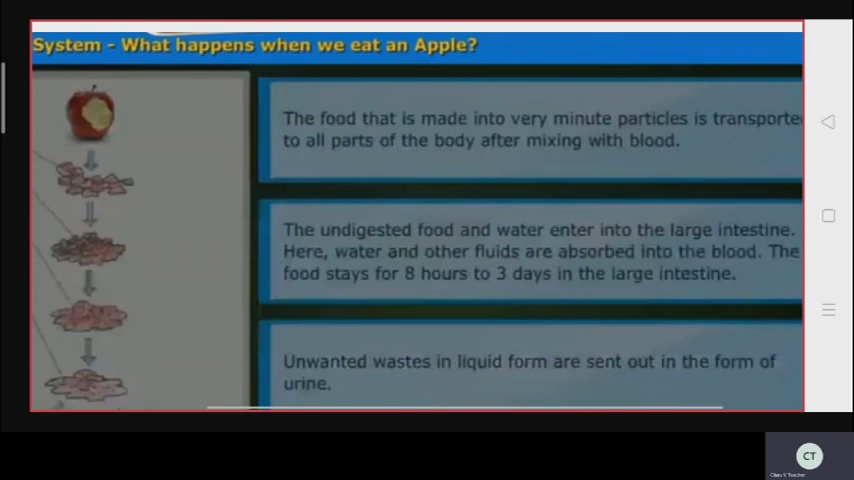 System - What happens when we eat an Apple?
The food that is made into very minute particles is transporte
to all parts of the body after mixing with blood.
The undigested food and water enter into the large intestine.
Here, water and other fluids are absorbed into the blood. The
food stays for 8 hours to 3 days in the large intestine.
Unwanted wastes in liquid form are sent out in the form of
urine.
CT
Class V Teacher